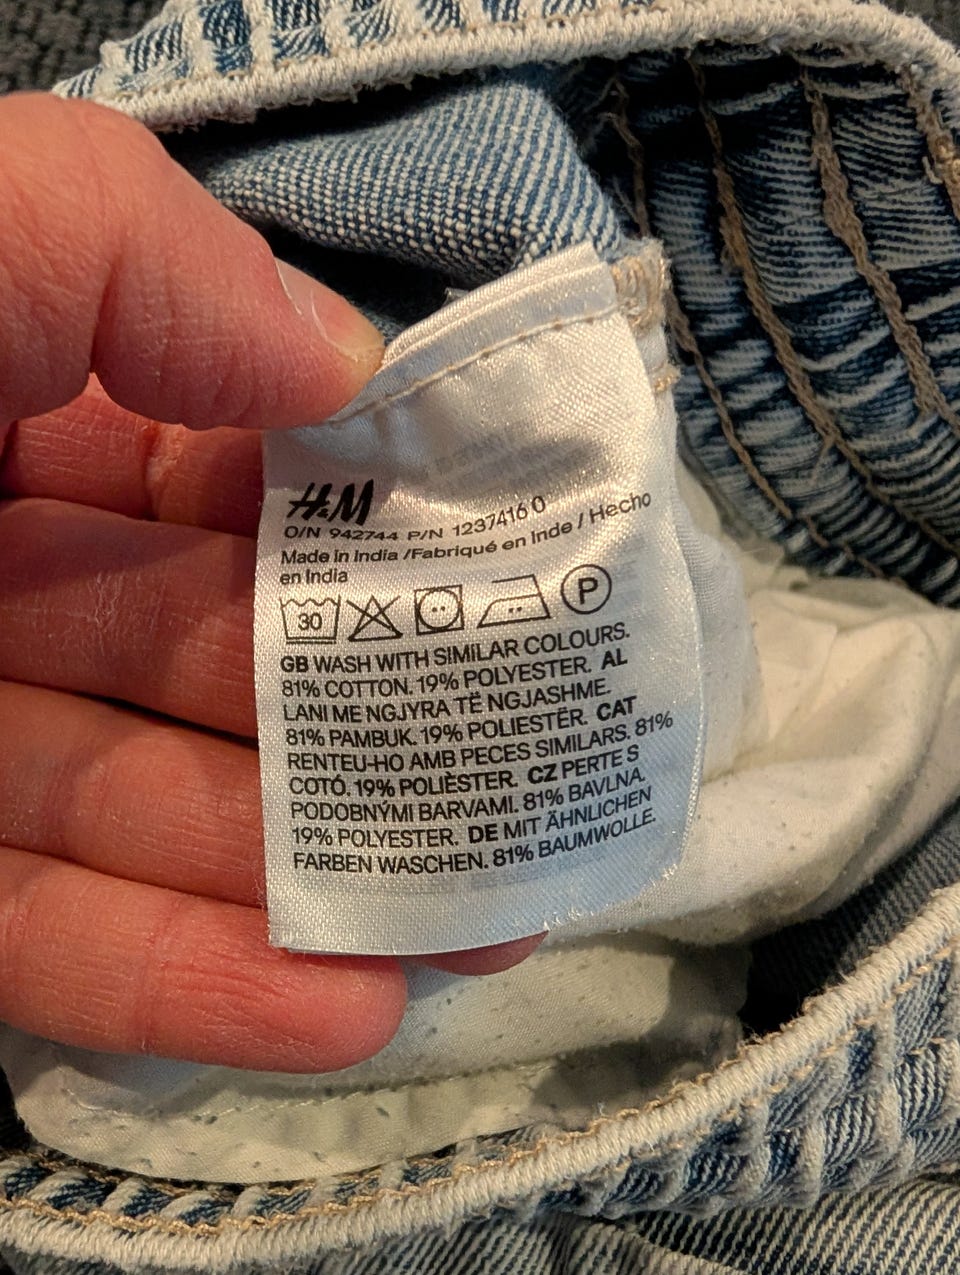 H&M
O/N 942744 P/N 1237416 0
Made in India /Fabriqué en Inde / Hecho
en India
30 P
GB WASH WITH SIMILAR COLOURS.
81% COTTON. 19% POLYESTER. AL
LANI ME NGJYRA TË NGJASHME.
81% PAMBUK. 19% POLIESTËR. CAT
RENTEU-HO AMB PECES SIMILARS. 81%
COTÓ. 19% POLIÈSTER. CZ PERTE S
PODOBNÝMI BARVAMI. 81% BAVLNA.
19% POLYESTER. DE MIT ÄHNLICHEN
FARBEN WASCHEN. 81% BAUMWOLLE.